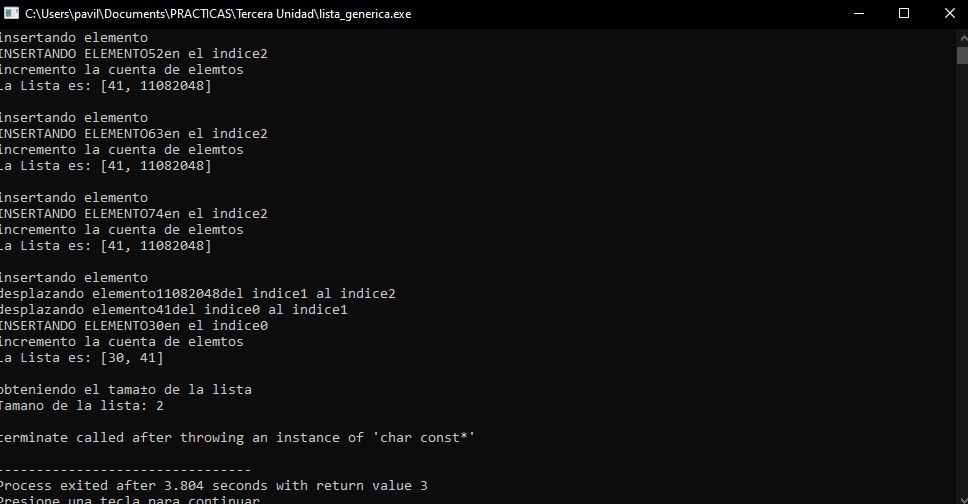 C:\Users\pavil\Documents\PRACTICAS\Tercera Unidad\lista_generica.exe
insertando elemento
INSERTANDO ELEMENTO52en el indice2
incremento la cuenta de elemtos
La Lista es: [41, 11082048]
insertando elemento
INSERTANDO ELEMENTO63en el indice2
incremento la cuenta de elemtos
La Lista es: [41, 11082048]
insertando elemento
INSERTANDO ELEMENTO74en el indice2
incremento la cuenta de elemtos
La Lista es: [41, 11082048]
insertando elemento
desplazando elemento11082048del indice1 al indice2
desplazando elemento41del indice0 al indice1
INSERTANDO ELEMENTO30en el indice0
incremento la cuenta de elemtos
La Lista es: [30, 41]
obteniendo el tama±o de la lista
Tamano de la lista: 2
terminate called after throwing an instance of 'char const*'
--------------------------------
Process exited after 3.804 seconds with return value 3
Presione una tecla para continuar